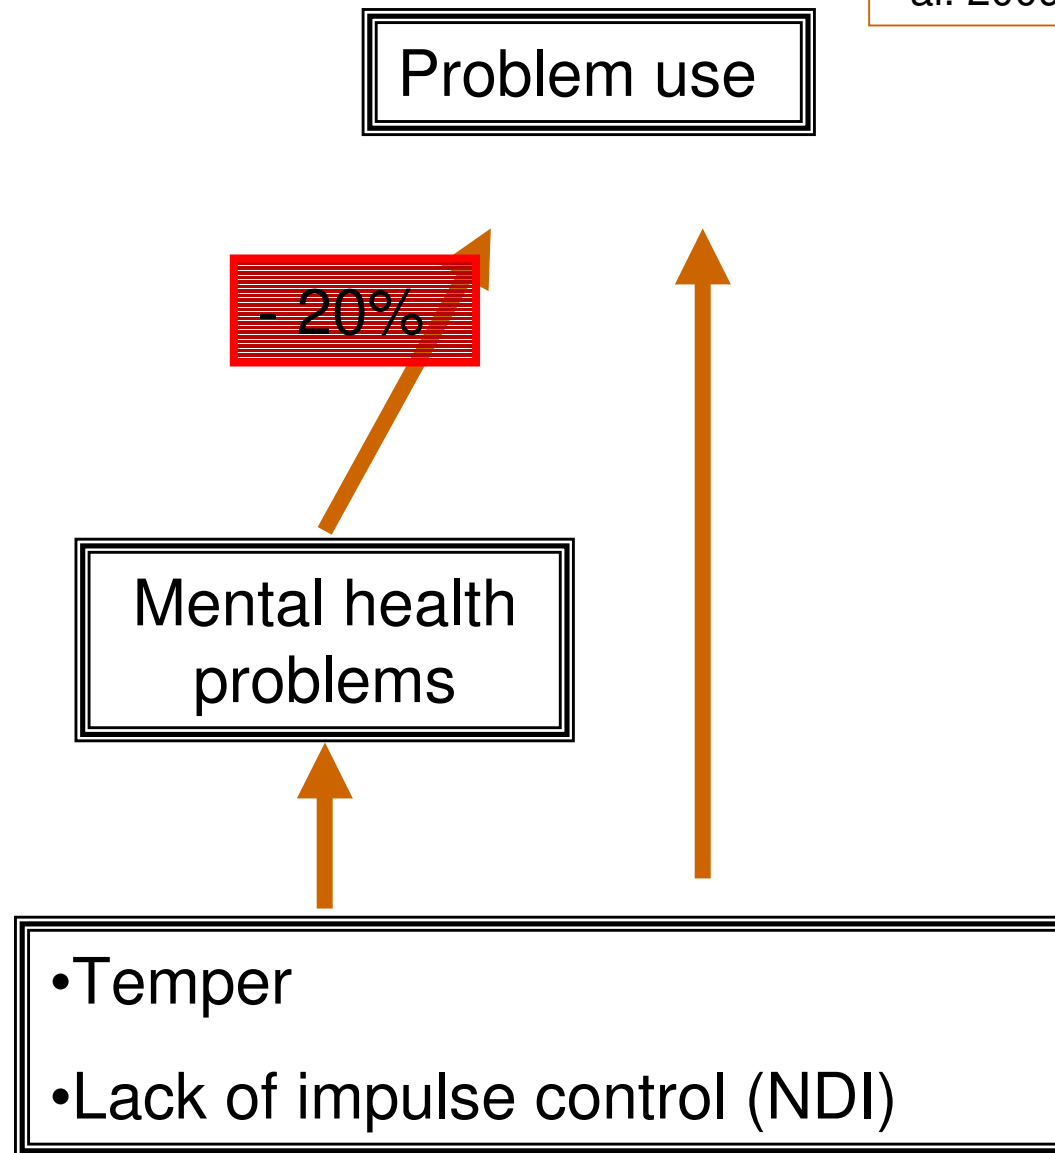 Problem use
- 20%
Mental health
problems
•Temper
•Lack of impulse control (NDI)